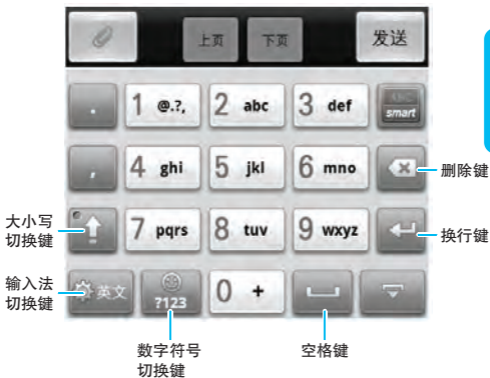 上页 下页 发送
. 1 @.?, 2 abc 3 def ABC smart
, 4 ghi 5 jkl 6 mno 删除键
大小写
切换键
7 pqrs 8 tuv 9 wxyz 换行键
输入法
切换键
英文 ?123 0 +
数字符号
切换键
空格键